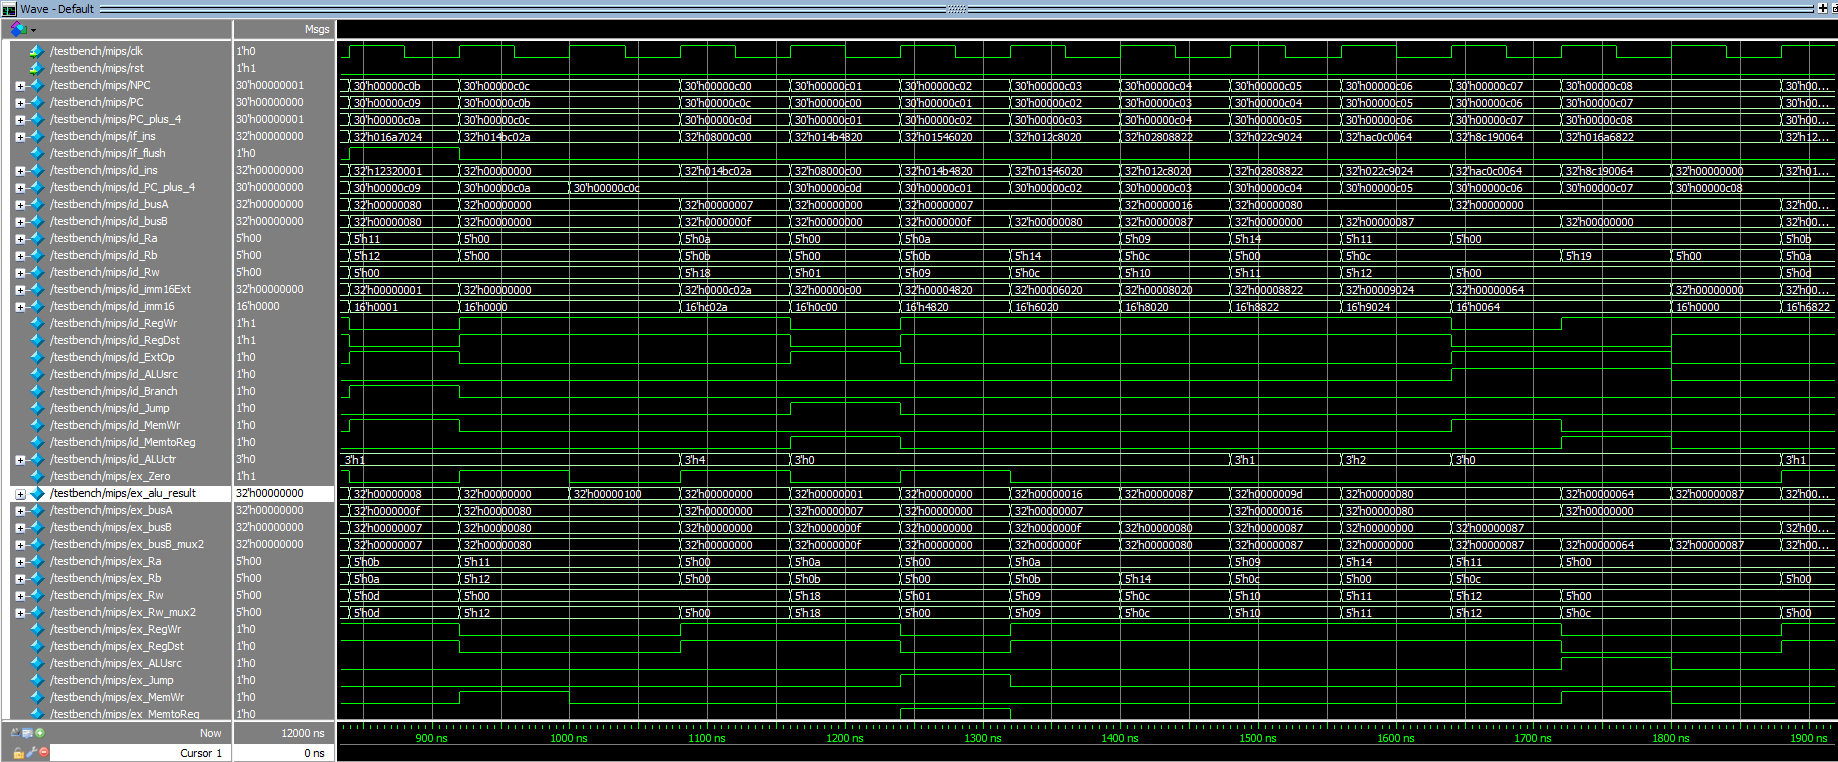 Wave - Default
Msgs
/testbench/mips/clk 1'h0
/testbench/mips/rst 1'h1
/testbench/mips/NPC 30'h00000001 30'h00000c0b 30'h00000c0c 30'h00000c00 30'h00000c01 30'h00000c02 30'h00000c03 30'h00000c04 30'h00000c05 30'h00000c06 30'h00000c07 30'h00000c08 30'h00...
/testbench/mips/PC 30'h00000000 30'h00000c09 30'h00000c0b 30'h00000c0c 30'h00000c00 30'h00000c01 30'h00000c02 30'h00000c03 30'h00000c04 30'h00000c05 30'h00000c06 30'h00000c07 30'h00...
/testbench/mips/PC_plus_4 30'h00000001 30'h00000c0a 30'h00000c0c 30'h00000c0d 30'h00000c01 30'h00000c02 30'h00000c03 30'h00000c04 30'h00000c05 30'h00000c06 30'h00000c07 30'h00000c08 30'h00...
/testbench/mips/if_ins 32'h00000000 32'h016a7024 32'h014bc02a 32'h08000c00 32'h014b4820 32'h01546020 32'h012c8020 32'h02808822 32'h022c9024 32'hac0c0064 32'h8c190064 32'h016a6822 32'h12...
/testbench/mips/if_flush 1'h0
/testbench/mips/id_ins 32'h00000000 32'h12320001 32'h00000000 32'h014bc02a 32'h08000c00 32'h014b4820 32'h01546020 32'h012c8020 32'h02808822 32'h022c9024 32'hac0c0064 32'h8c190064 32'h00000000 32'h01...
/testbench/mips/id_PC_plus_4 30'h00000000 30'h00000c09 30'h00000c0a 30'h00000c0c 30'h00000c0d 30'h00000c01 30'h00000c02 30'h00000c03 30'h00000c04 30'h00000c05 30'h00000c06 30'h00000c07 30'h00000c08
/testbench/mips/id_busA 32'h00000000 32'h00000080 32'h00000000 32'h00000007 32'h00000000 32'h00000007 32'h00000016 32'h00000080 32'h00000000 32'h00...
/testbench/mips/id_busB 32'h00000000 32'h00000080 32'h00000000 32'h0000000f 32'h00000000 32'h0000000f 32'h00000080 32'h00000087 32'h00000000 32'h00000087 32'h00000000 32'h00...
/testbench/mips/id_Ra 5'h00 5'h11 5'h00 5'h0a 5'h00 5'h0a 5'h09 5'h14 5'h11 5'h00 5'h0b
/testbench/mips/id_Rb 5'h00 5'h12 5'h00 5'h0b 5'h00 5'h0b 5'h14 5'h0c 5'h00 5'h0c 5'h19 5'h00 5'h0a
/testbench/mips/id_Rw 5'h00 5'h00 5'h18 5'h01 5'h09 5'h0c 5'h10 5'h11 5'h12 5'h00 5'h0d
/testbench/mips/id_imm16Ext 32'h00000000 32'h00000001 32'h00000000 32'h0000c02a 32'h00000c00 32'h00004820 32'h00006020 32'h00008020 32'h00008822 32'h00009024 32'h00000064 32'h00000000 32'h00...
/testbench/mips/id_imm16 16'h0000 16'h0001 16'h0000 16'hc02a 16'h0c00 16'h4820 16'h6020 16'h8020 16'h8822 16'h9024 16'h0064 16'h0000 16'h6822
/testbench/mips/id_RegWr 1'h1
/testbench/mips/id_RegDst 1'h1
/testbench/mips/id_ExtOp 1'h0
/testbench/mips/id_ALUsrc 1'h0
/testbench/mips/id_Branch 1'h0
/testbench/mips/id_Jump 1'h0
/testbench/mips/id_MemWr 1'h0
/testbench/mips/id_MemtoReg 1'h0
/testbench/mips/id_ALUctr 3'h0 3'h1 3'h4 3'h0 3'h1 3'h2 3'h0 3'h1
/testbench/mips/ex_Zero 1'h1
/testbench/mips/ex_alu_result 32'h00000000 32'h00000008 32'h00000000 32'h00000100 32'h00000000 32'h00000001 32'h00000000 32'h00000016 32'h00000087 32'h0000009d 32'h00000080 32'h00000064 32'h00000087 32'h00...
/testbench/mips/ex_busA 32'h00000000 32'h0000000f 32'h00000080 32'h00000000 32'h00000007 32'h00000000 32'h00000007 32'h00000016 32'h00000080 32'h00000000
/testbench/mips/ex_busB 32'h00000000 32'h00000007 32'h00000080 32'h00000000 32'h0000000f 32'h00000000 32'h0000000f 32'h00000080 32'h00000087 32'h00000000 32'h00000087 32'h00...
/testbench/mips/ex_busB_mux2 32'h00000000 32'h00000007 32'h00000080 32'h00000000 32'h0000000f 32'h00000000 32'h0000000f 32'h00000080 32'h00000087 32'h00000000 32'h00000087 32'h00000064 32'h00000087 32'h00...
/testbench/mips/ex_Ra 5'h00 5'h0b 5'h11 5'h00 5'h0a 5'h00 5'h0a 5'h09 5'h14 5'h11 5'h00
/testbench/mips/ex_Rb 5'h00 5'h0a 5'h12 5'h00 5'h0b 5'h00 5'h0b 5'h14 5'h0c 5'h00 5'h0c 5'h00
/testbench/mips/ex_Rw 5'h00 5'h0d 5'h00 5'h18 5'h01 5'h09 5'h0c 5'h10 5'h11 5'h12 5'h00
/testbench/mips/ex_Rw_mux2 5'h00 5'h0d 5'h12 5'h00 5'h18 5'h00 5'h09 5'h0c 5'h10 5'h11 5'h12 5'h0c 5'h00
/testbench/mips/ex_RegWr 1'h0
/testbench/mips/ex_RegDst 1'h0
/testbench/mips/ex_ALUsrc 1'h0
/testbench/mips/ex_Jump 1'h0
/testbench/mips/ex_MemWr 1'h0
/testbench/mips/ex_MemtoReg 1'h0
Now 12000 ns 900 ns 1000 ns 1100 ns 1200 ns 1300 ns 1400 ns 1500 ns 1600 ns 1700 ns 1800 ns 1900 ns
Cursor 1 0 ns